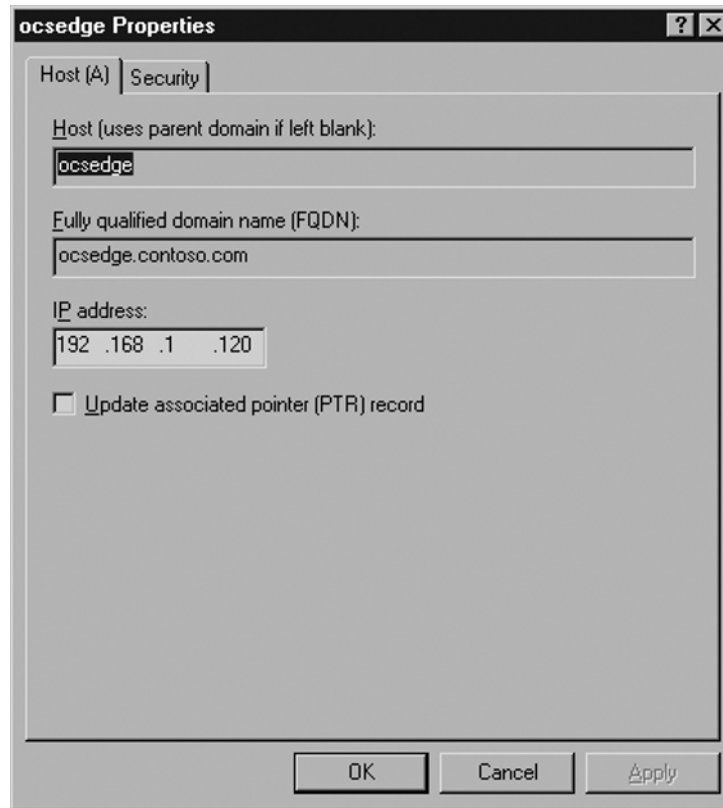 ocsedge Properties
Host (A) Security
Host (uses parent domain if left blank):
ocsedge
Fully qualified domain name (FQDN):
ocsedge.contoso.com
IP address:
192 .168 .1 .120
Update associated pointer (PTR) record
OK Cancel Apply